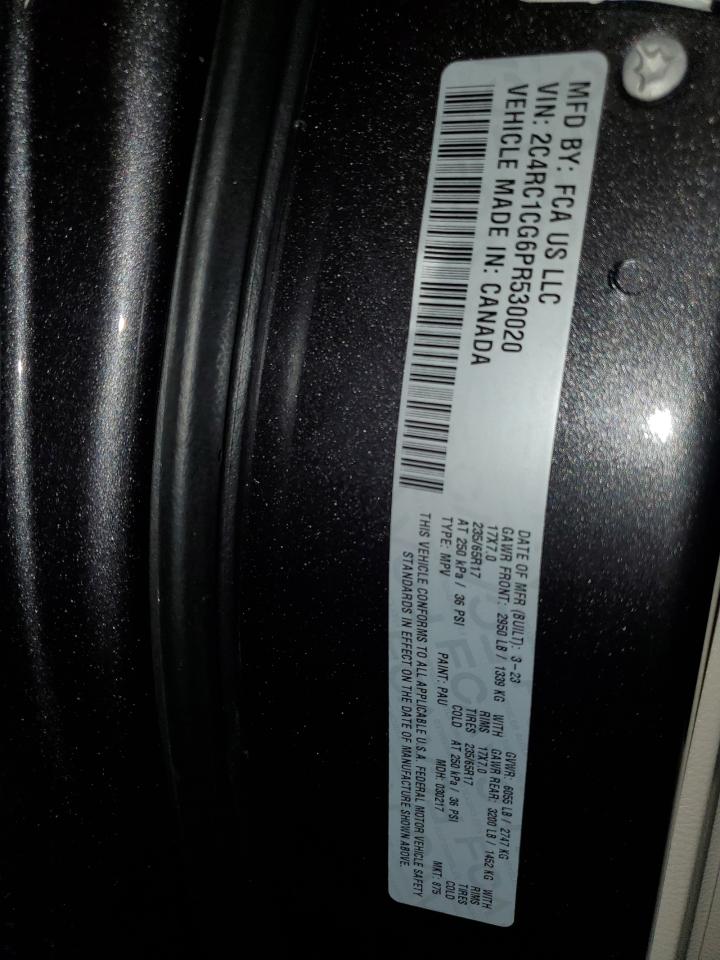 MFD BY: FCA US LLC
VIN: 2C4RC1CG6PR530020
VEHICLE MADE IN: CANADA
DATE OF MFR (BUILT): 3-23 GVWR: 6055 LB / 2747 KG
GAWR FRONT: 2950 LB / 1339 KG WITH GAWR REAR: 3200 LB / 1452 KG WITH
17X7.0 RIMS 17X7.0 RIMS
235/65R17 TIRES 235/65R17 TIRES
AT 250 kPa / 36 PSI COLD AT 250 kPa / 36 PSI COLD
TYPE: MPV PAINT: PAU MDH: 030217 MKT: 875
THIS VEHICLE CONFORMS TO ALL APPLICABLE U.S.A. FEDERAL MOTOR VEHICLE SAFETY
STANDARDS IN EFFECT ON THE DATE OF MANUFACTURE SHOWN ABOVE.